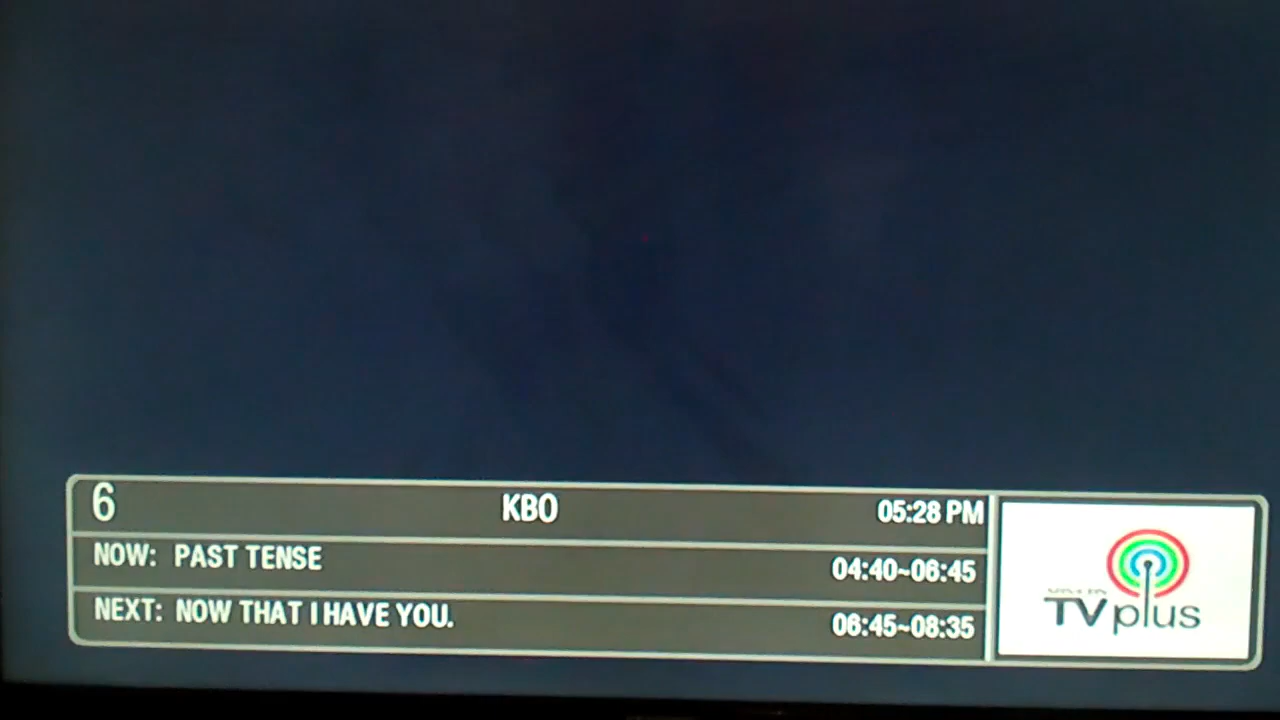 6 KBO 05:28 PM
NOW: PAST TENSE 04:40~06:45
NEXT: NOW THAT I HAVE YOU. 06:45~08:35
TVplus